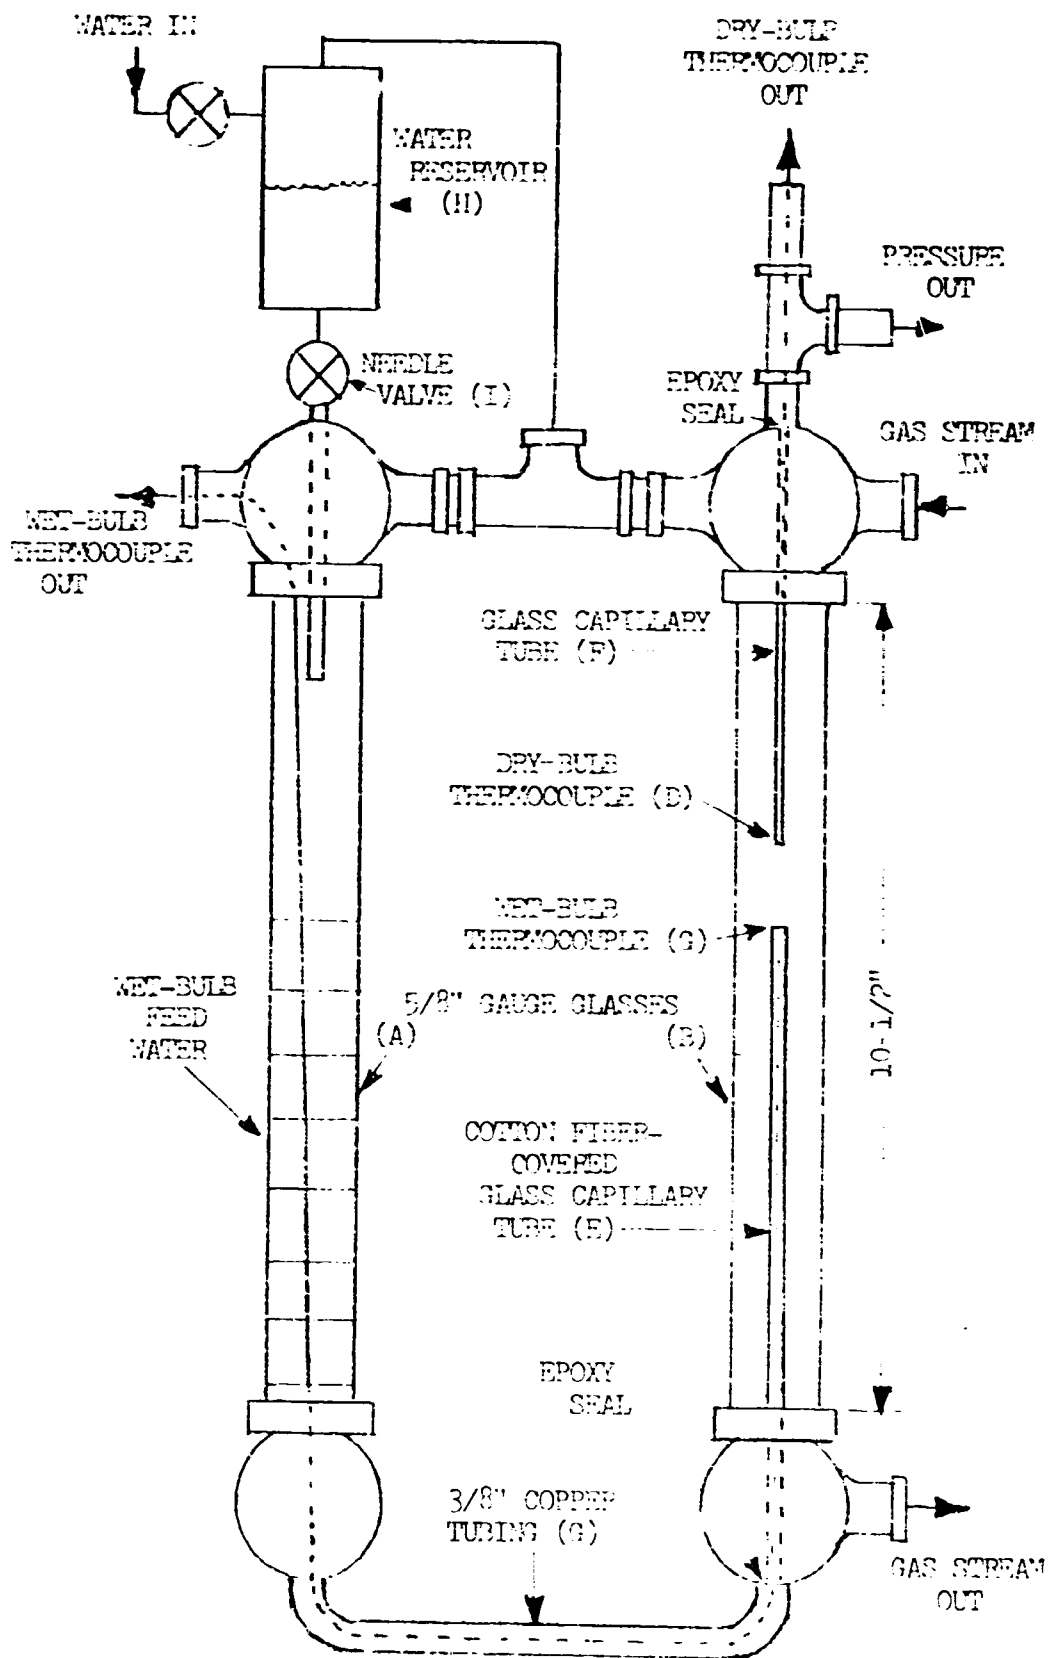 WATER IN
DRY-BULB
THERMOCOUPLE
OUT
WATER
RESERVOIR
(H)
PRESSURE
OUT
NEEDLE
VALVE (I)
EPOXY
SEAL
GAS STREAM
IN
WET-BULB
THERMOCOUPLE
OUT
GLASS CAPILLARY
TUBE (F)
DRY-BULB
THERMOCOUPLE (D)
WET-BULB
THERMOCOUPLE (G)
WET-BULB
FEED
WATER
5/8" GAUGE GLASSES
(A)
(B)
10-1/2"
COTTON FIBER-
COVERED
GLASS CAPILLARY
TUBE (E)
EPOXY
SEAL
3/8" COPPER
TUBING (G)
GAS STREAM
OUT